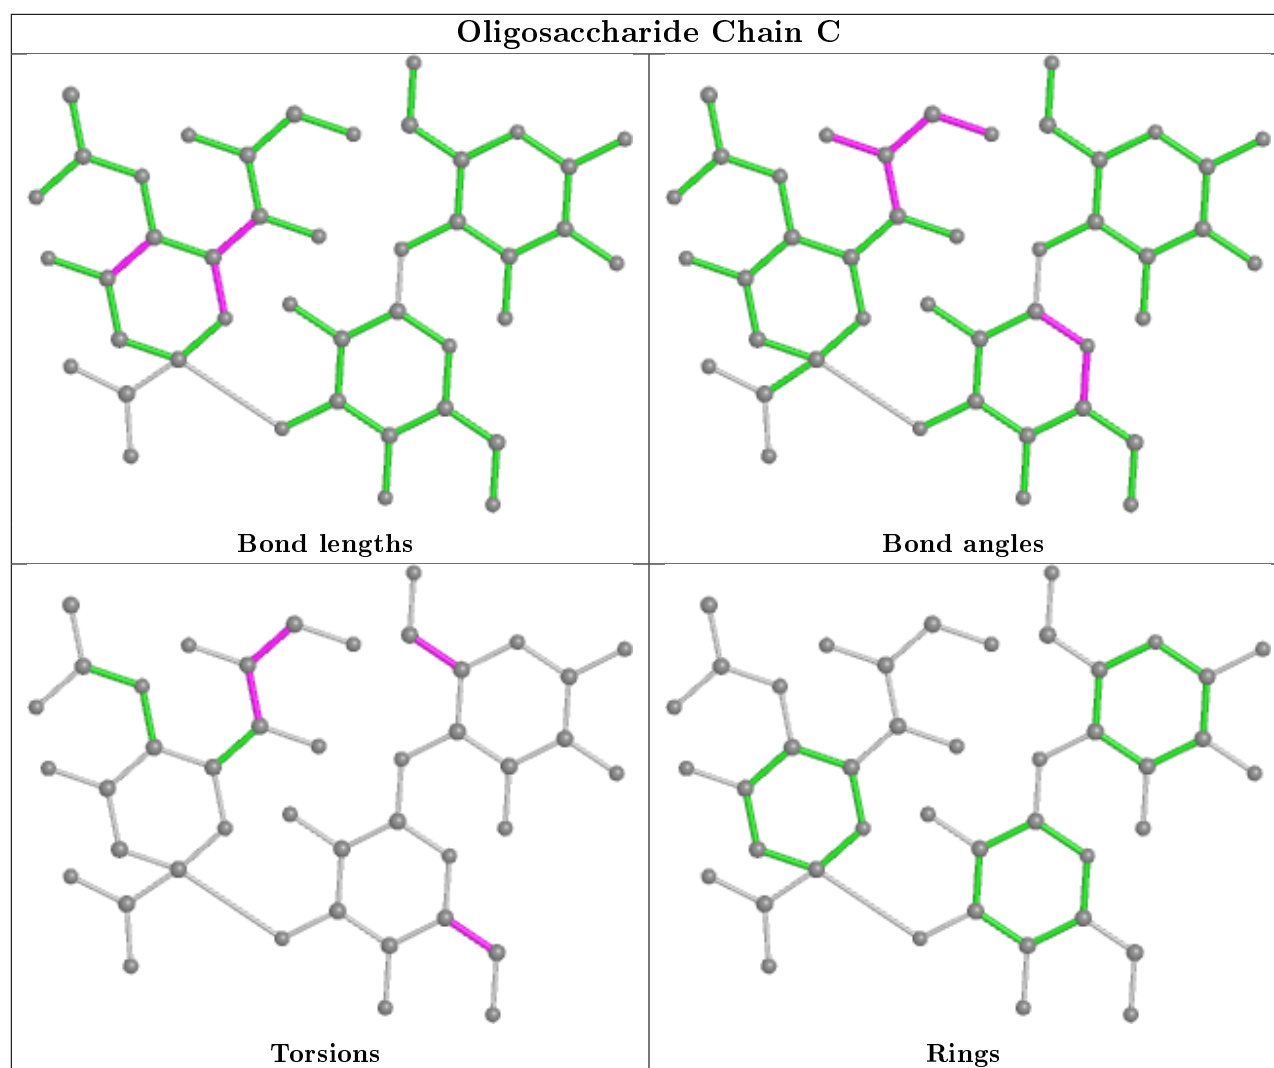 Oligosaccharide Chain C
Bond lengths
Bond angles
Torsions
Rings